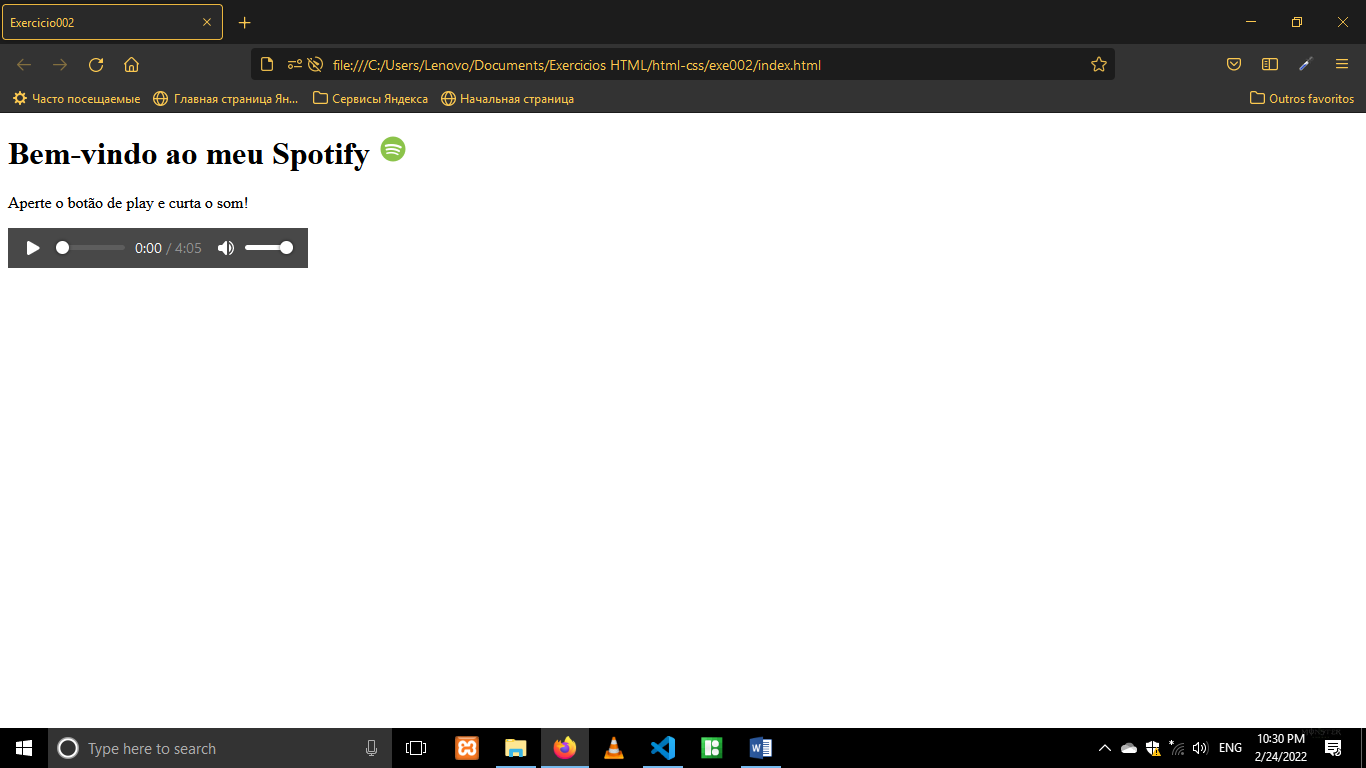 Exercicio002
file:///C:/Users/Lenovo/Documents/Exercicios HTML/html-css/exe002/index.html
Часто посещаемые Главная страница Ян... Сервисы Яндекса Начальная страница Outros favoritos
Bem-vindo ao meu Spotify
Aperte o botão de play e curta o som!
0:00 / 4:05
Type here to search
ENG
10:30 PM
2/24/2022